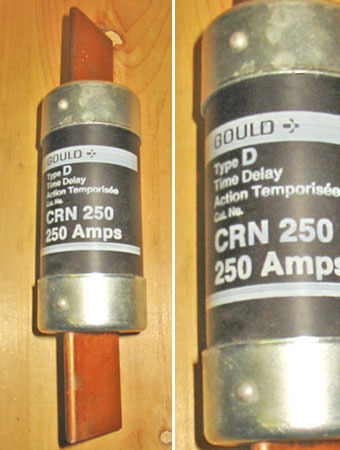 GOULD
Type D
Time Delay
Action Temporisée
Cat. No.
CRN 250
250 Amps
GOULD
Type D
Time Delay
Action Temporisée
Cat. No.
CRN 250
250 Amps